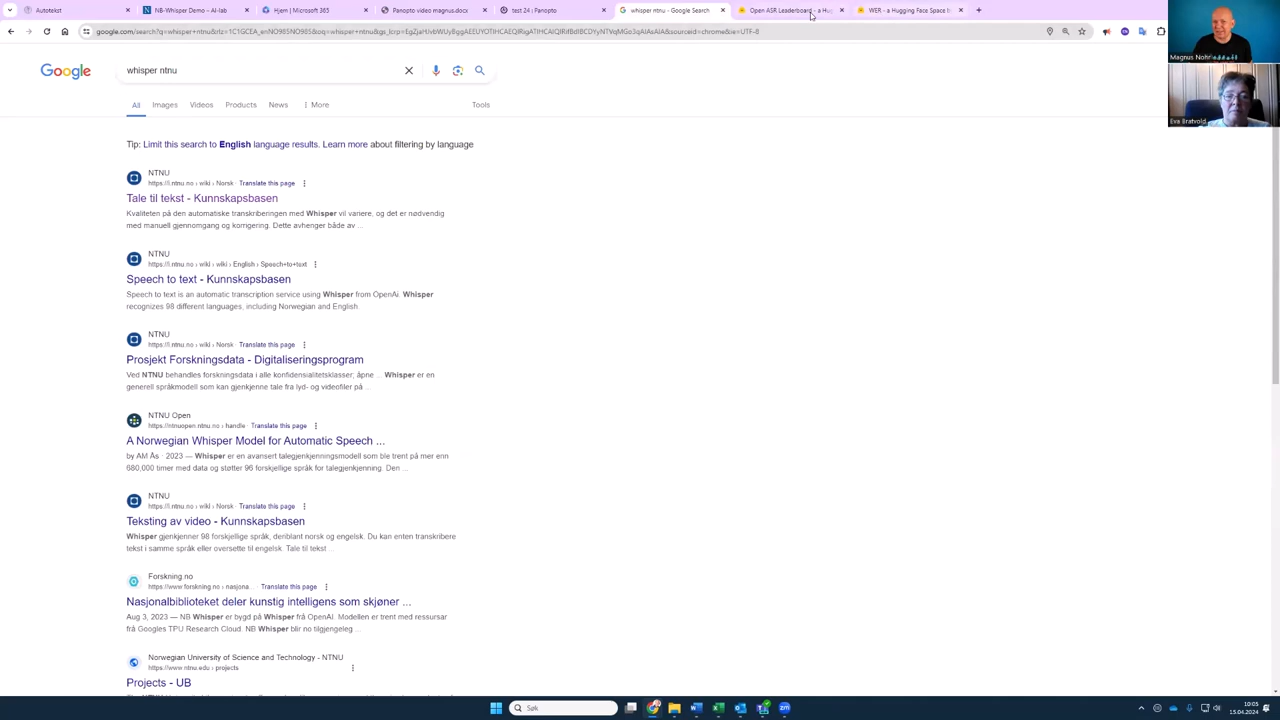 Autotekst
NB-Whisper Demo – AI-lab
Hjem | Microsoft 365
Panopto video magnus.docx
test 24 | Panopto
whisper ntnu - Google Search
Open ASR Leaderboard - a Hug
WER - a Hugging Face Space b
Magnus Nohr
Eva Bratvold
Google
whisper ntnu
All
Images
Videos
Products
News
More
Tools
Tip: Limit this search to English language results. Learn more about filtering by language
NTNU
https://i.ntnu.no › wiki › Norsk · Translate this page
Tale til tekst - Kunnskapsbasen
Kvaliteten på den automatiske transkriberingen med Whisper vil variere, og det er nødvendig
med manuell gjennomgang og korrigering. Dette avhenger både av ...
NTNU
https://i.ntnu.no › wiki › wiki › English › Speech+to+text
Speech to text - Kunnskapsbasen
Speech to text is an automatic transcription service using Whisper from OpenAI. Whisper
recognizes 98 different languages, including Norwegian and English.
NTNU
https://i.ntnu.no › wiki › Norsk · Translate this page
Prosjekt Forskningsdata - Digitaliseringsprogram
Ved NTNU behandles forskningsdata i alle konfidensialitetsklasser; åpne ... Whisper er en
generell språkmodell som kan gjenkjenne tale fra lyd- og videofiler på ...
NTNU Open
https://ntnuopen.ntnu.no › handle · Translate this page
A Norwegian Whisper Model for Automatic Speech ...
by AM Ås · 2023 — Whisper er en avansert talegjenkjenningsmodell som ble trent på mer enn
680,000 timer med data og støtter 96 forskjellige språk for talegjenkjenning. Den ...
NTNU
https://i.ntnu.no › wiki › Norsk · Translate this page
Teksting av video - Kunnskapsbasen
Whisper gjenkjenner 98 forskjellige språk, deriblant norsk og engelsk. Du kan enten transkribere
tekst i samme språk eller oversette til engelsk. Tale til tekst ...
Forskning.no
https://www.forskning.no › nasjona... · Translate this page
Nasjonalbiblioteket deler kunstig intelligens som skjøner ...
Aug 3, 2023 — NB Whisper er bygd på Whisper frå OpenAI. Modellen er trent med ressursar
frå Googles TPU Research Cloud. NB Whisper blir no tilgjengeleg ...
Norwegian University of Science and Technology - NTNU
https://www.ntnu.edu › projects
Projects - UB
Søk
10:05
15.04.2024